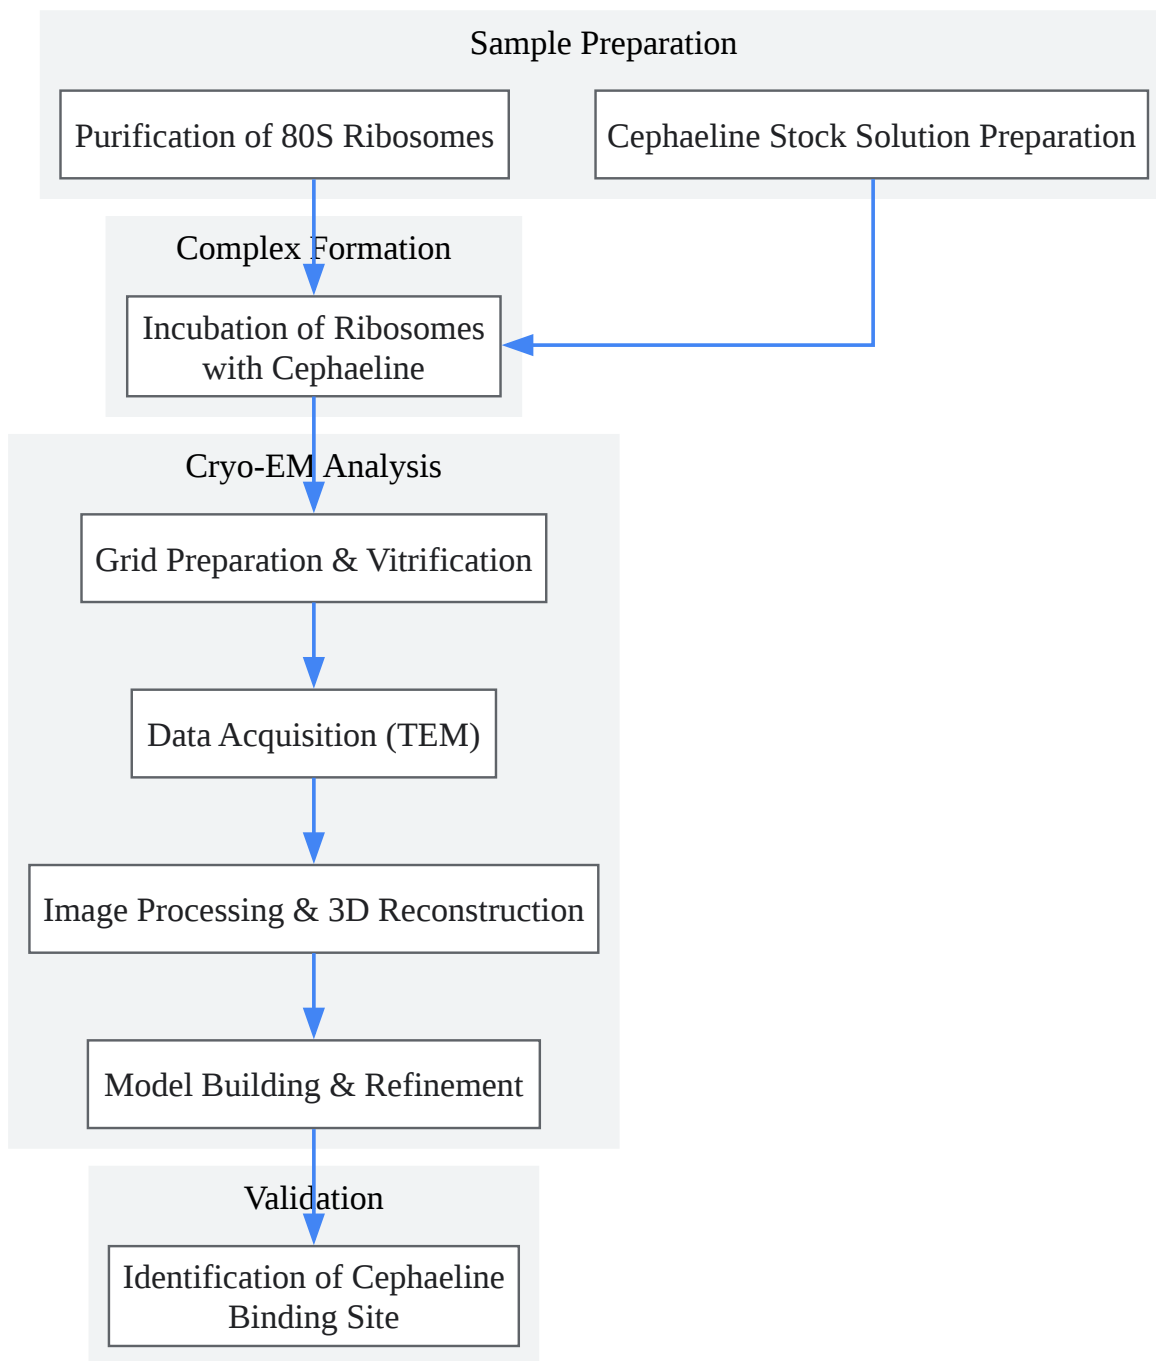 Sample Preparation
Purification of 80S Ribosomes
Cephaeline Stock Solution Preparation
Complex Formation
Incubation of Ribosomes
with Cephaeline
Cryo-EM Analysis
Grid Preparation & Vitrification
Data Acquisition (TEM)
Image Processing & 3D Reconstruction
Model Building & Refinement
Validation
Identification of Cephaeline
Binding Site